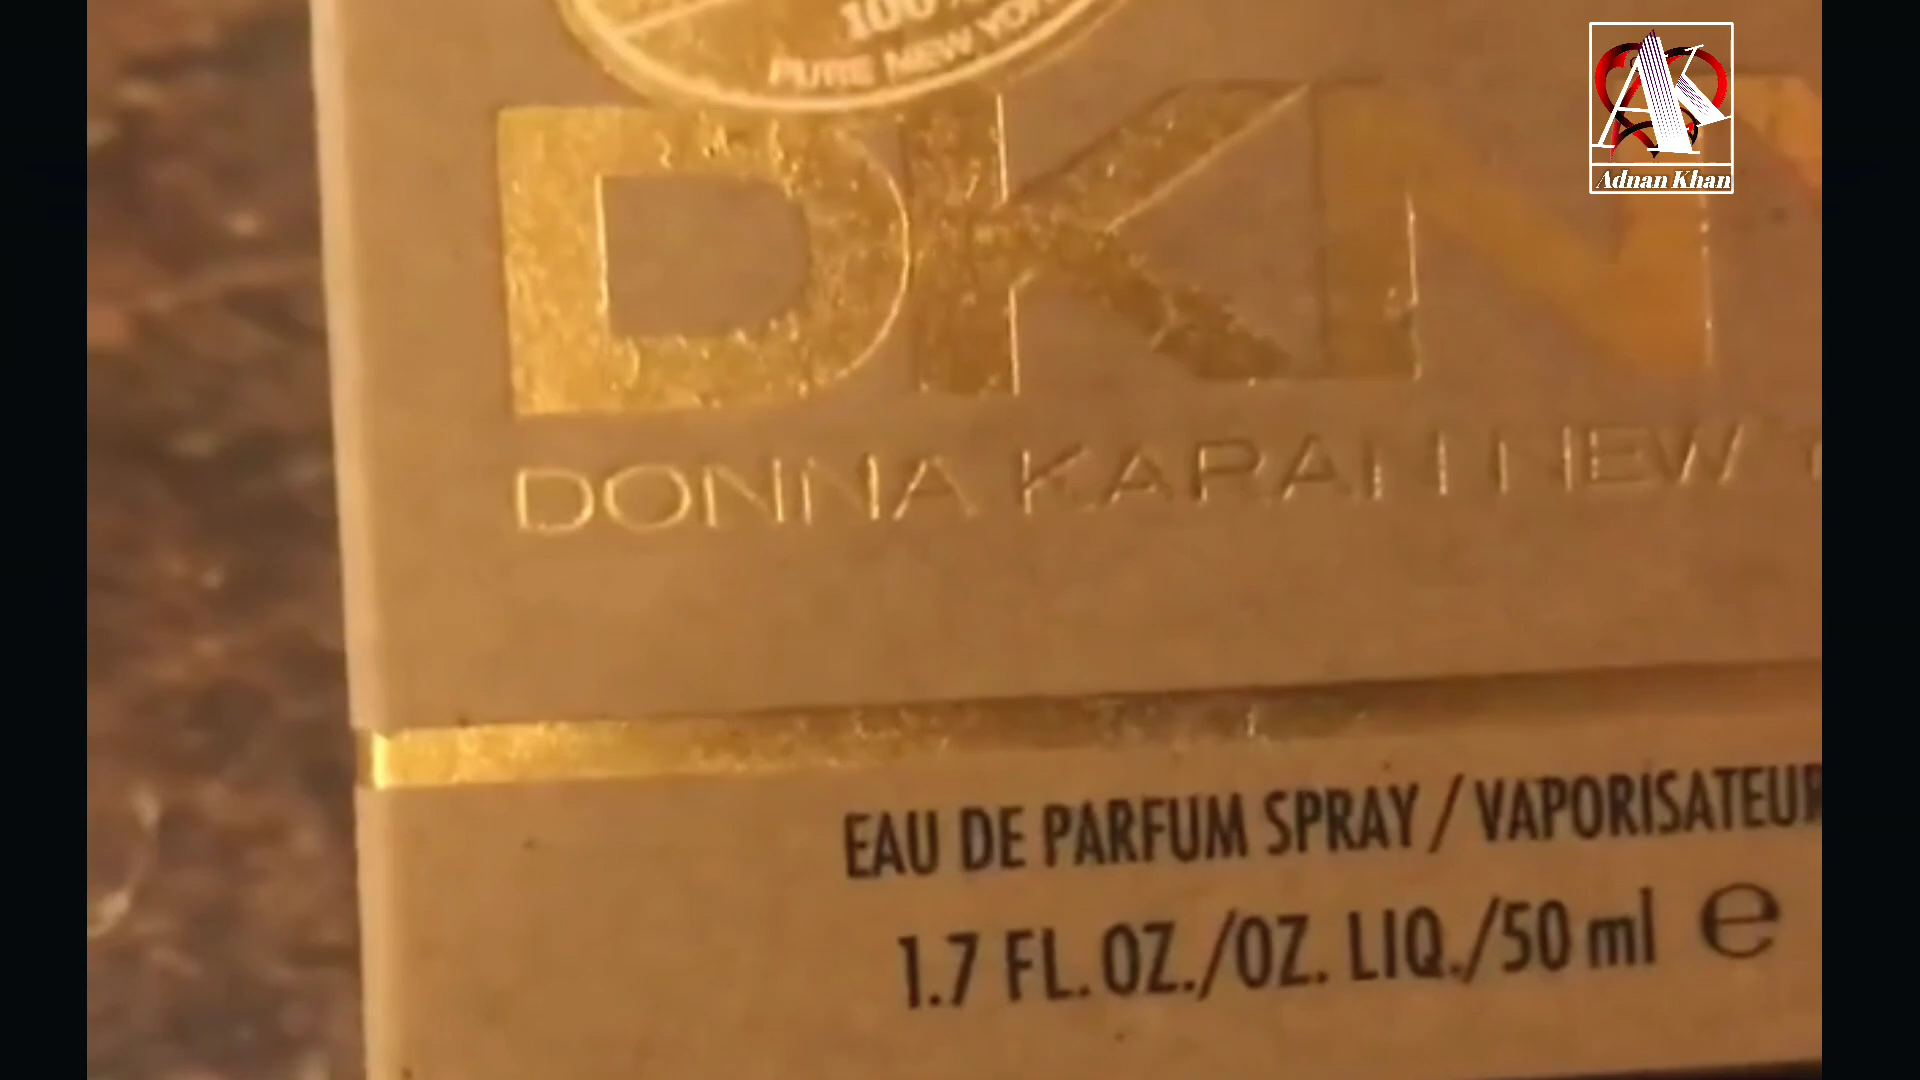 100%
PURE NEW YORK
DKN
DONNA KARAN NEW
EAU DE PARFUM SPRAY / VAPORISATEUR
1.7 FL. OZ./OZ. LIQ./50 ml e
AK
Adnan Khan